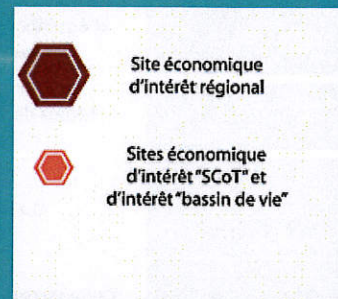 Site économique
d'intérêt régional
Sites économique
d'intérêt "SCoT" et
d'intérêt "bassin de vie"